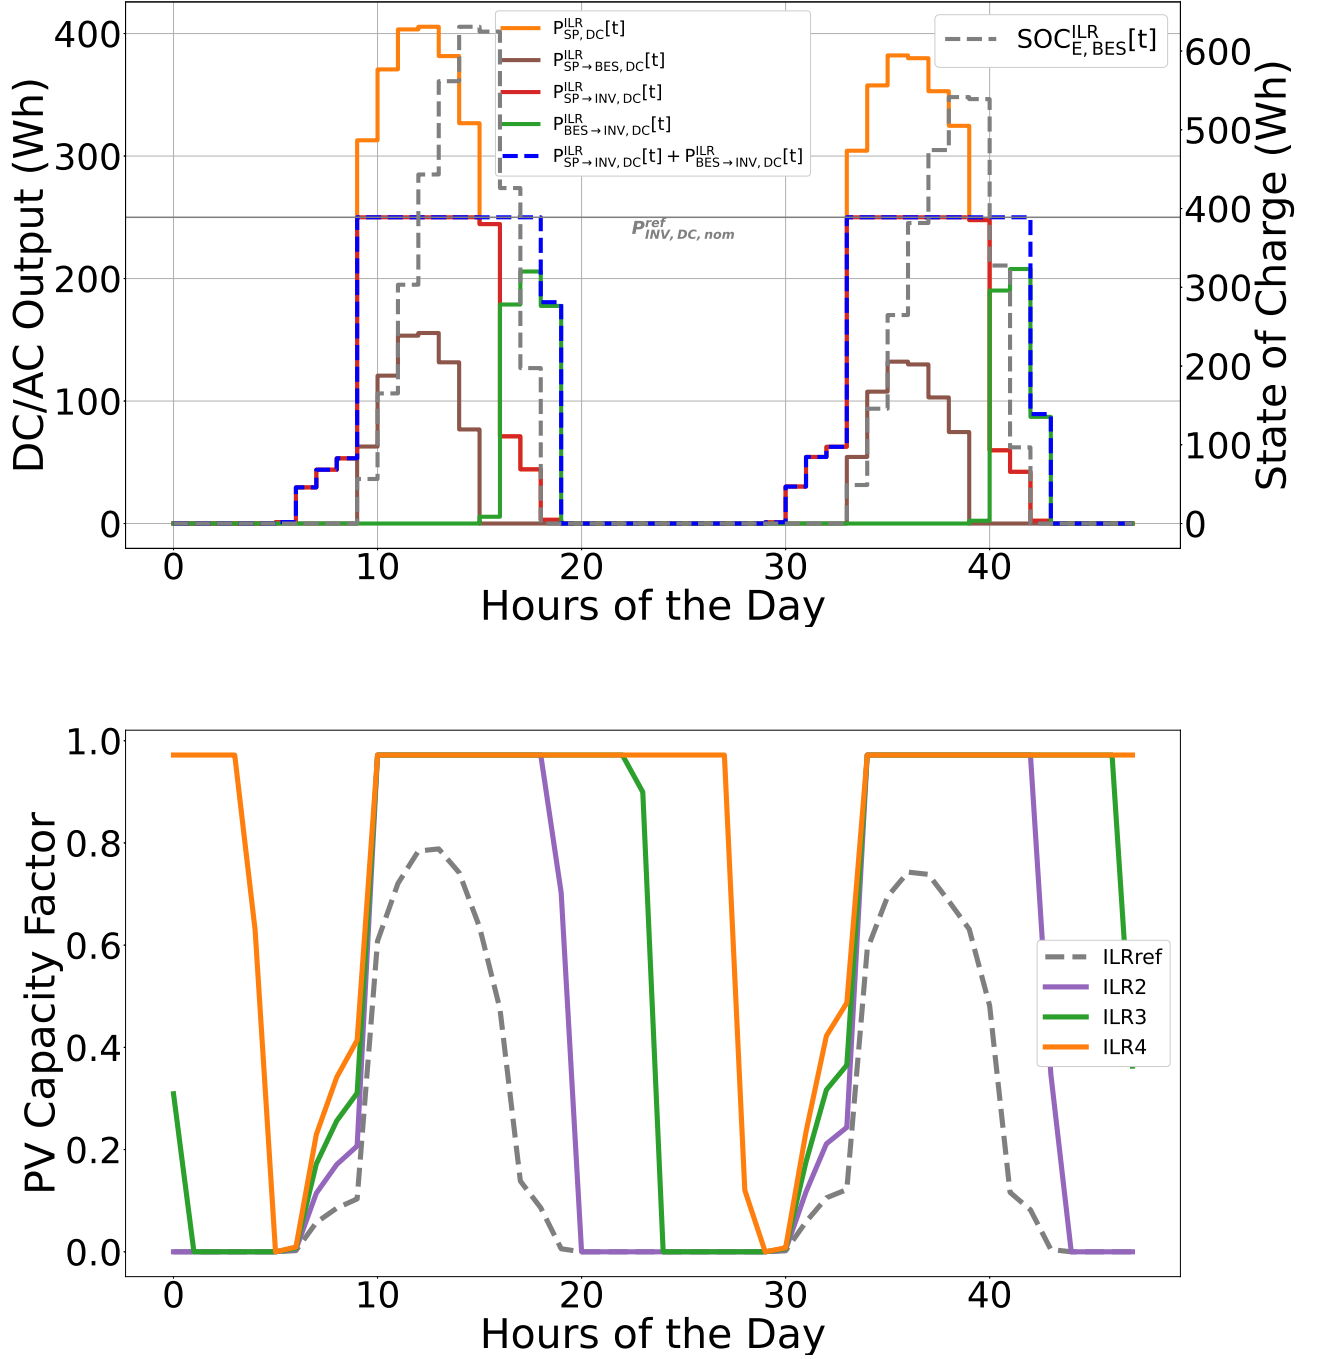 DC/AC Output (Wh)
400
300
200
100
0
P^ILR_SP, DC[t]
P^ILR_SP→BES, DC[t]
P^ILR_SP→INV, DC[t]
P^ILR_BES→INV, DC[t]
P^ILR_SP→INV, DC[t] + P^ILR_BES→INV, DC[t]
SOC^ILR_E, BES[t]
P^ref_INV, DC, nom
600
500
400
300
200
100
0
State of Charge (Wh)
0 10 20 30 40
Hours of the Day
PV Capacity Factor
1.0
0.8
0.6
0.4
0.2
0.0
ILRref
ILR2
ILR3
ILR4
0 10 20 30 40
Hours of the Day